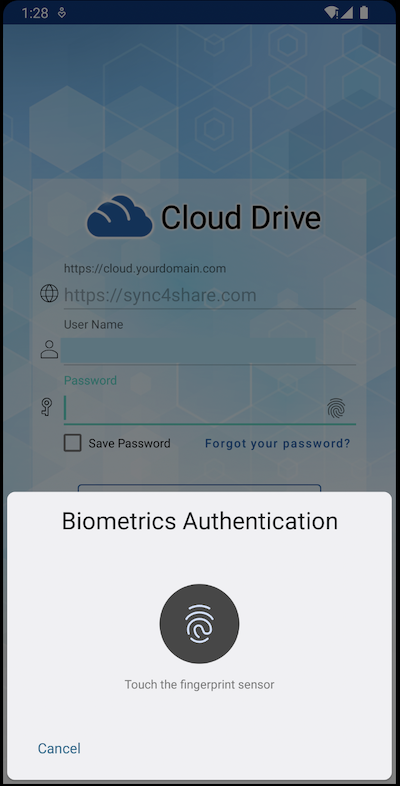 1:28
Cloud Drive
https://cloud.yourdomain.com
https://sync4share.com
User Name
Password
Save Password Forgot your password?
Biometrics Authentication
Touch the fingerprint sensor
Cancel